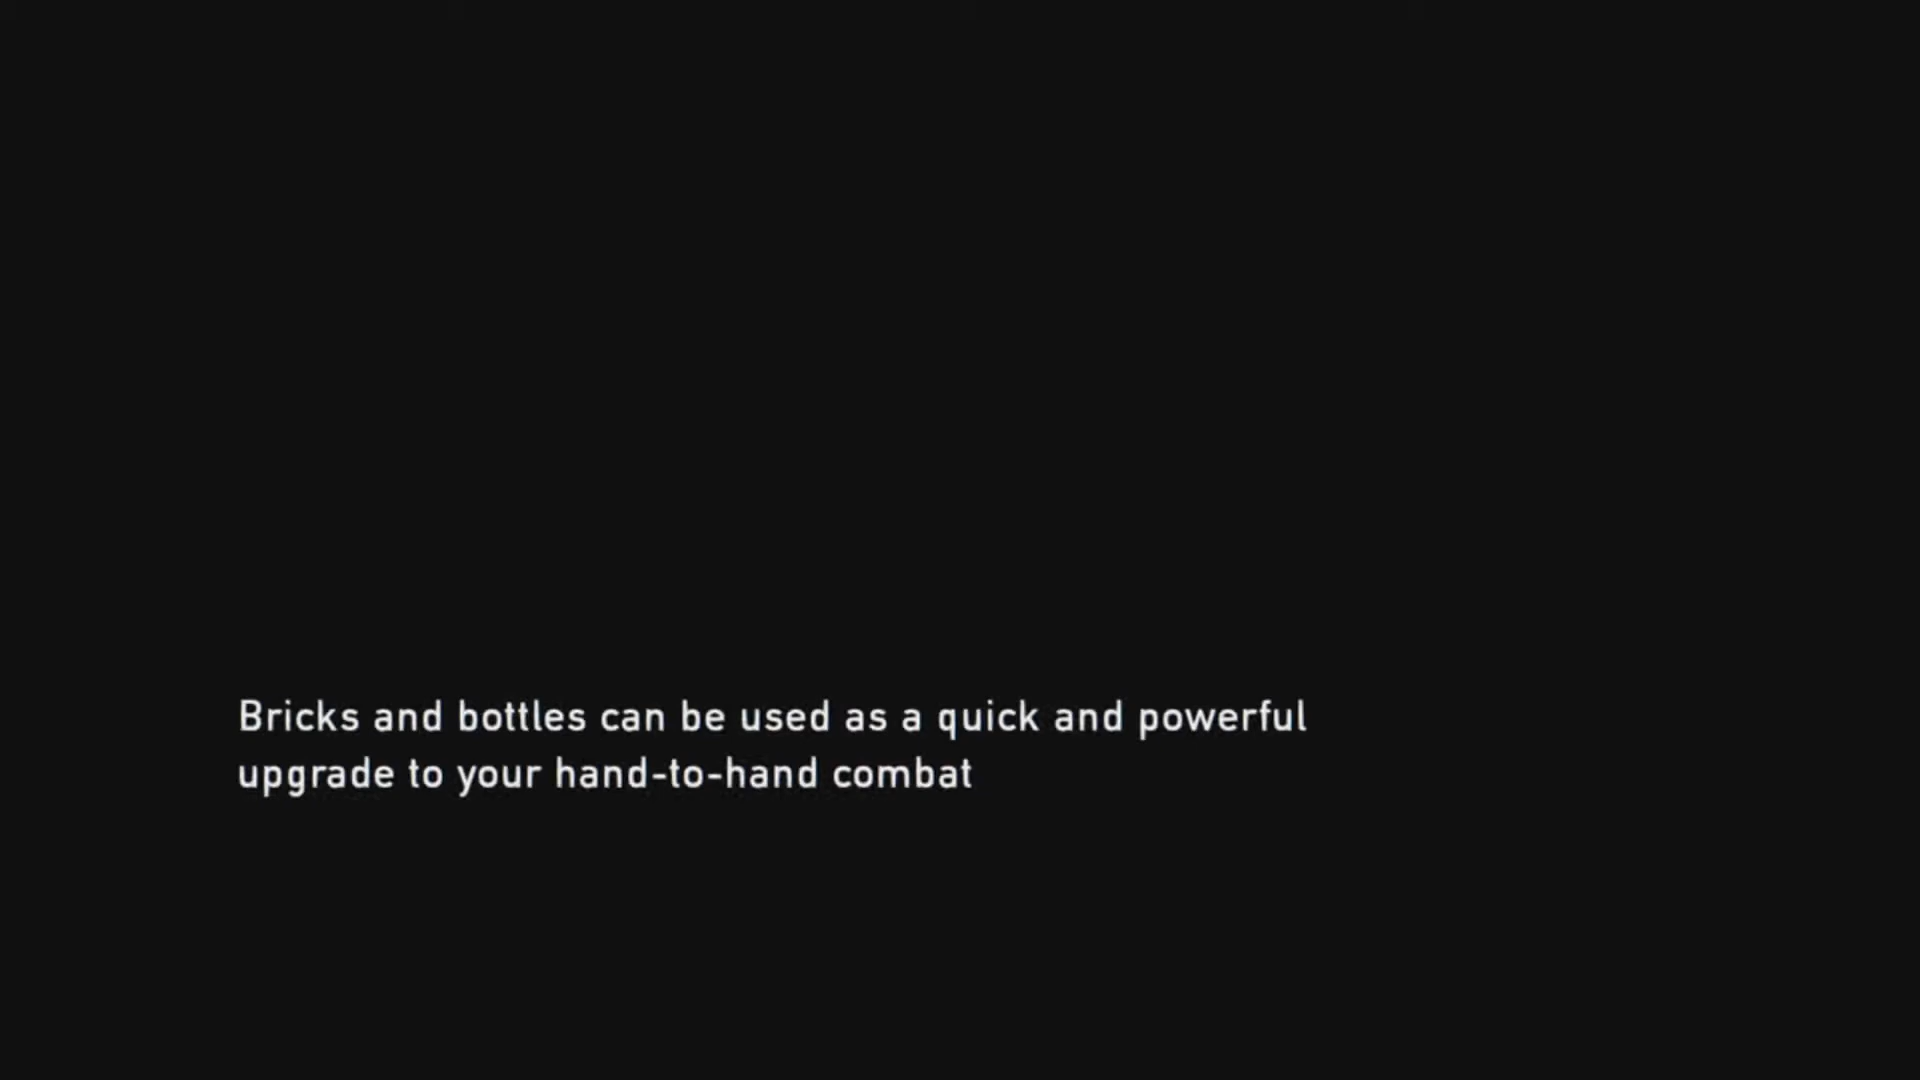 Bricks and bottles can be used as a quick and powerful
upgrade to your hand-to-hand combat